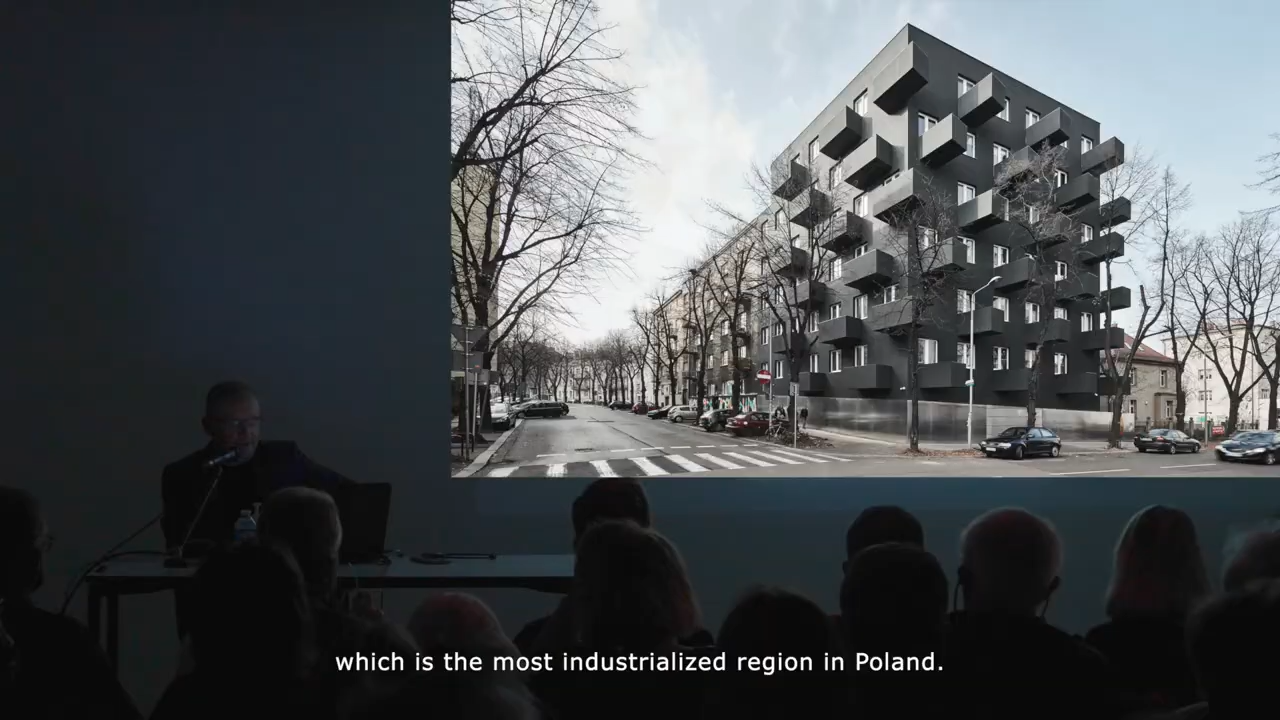 which is the most industrialized region in Poland.